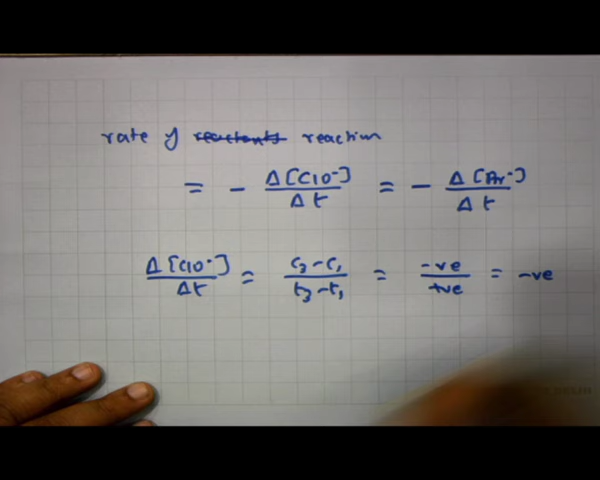 rate of reactants reaction
= - Δ[ClO⁻]/Δt = - Δ[Br⁻]/Δt
Δ[ClO⁻]/Δt = (c₂-c₁)/(t₂-t₁) = -ve/+ve = -ve